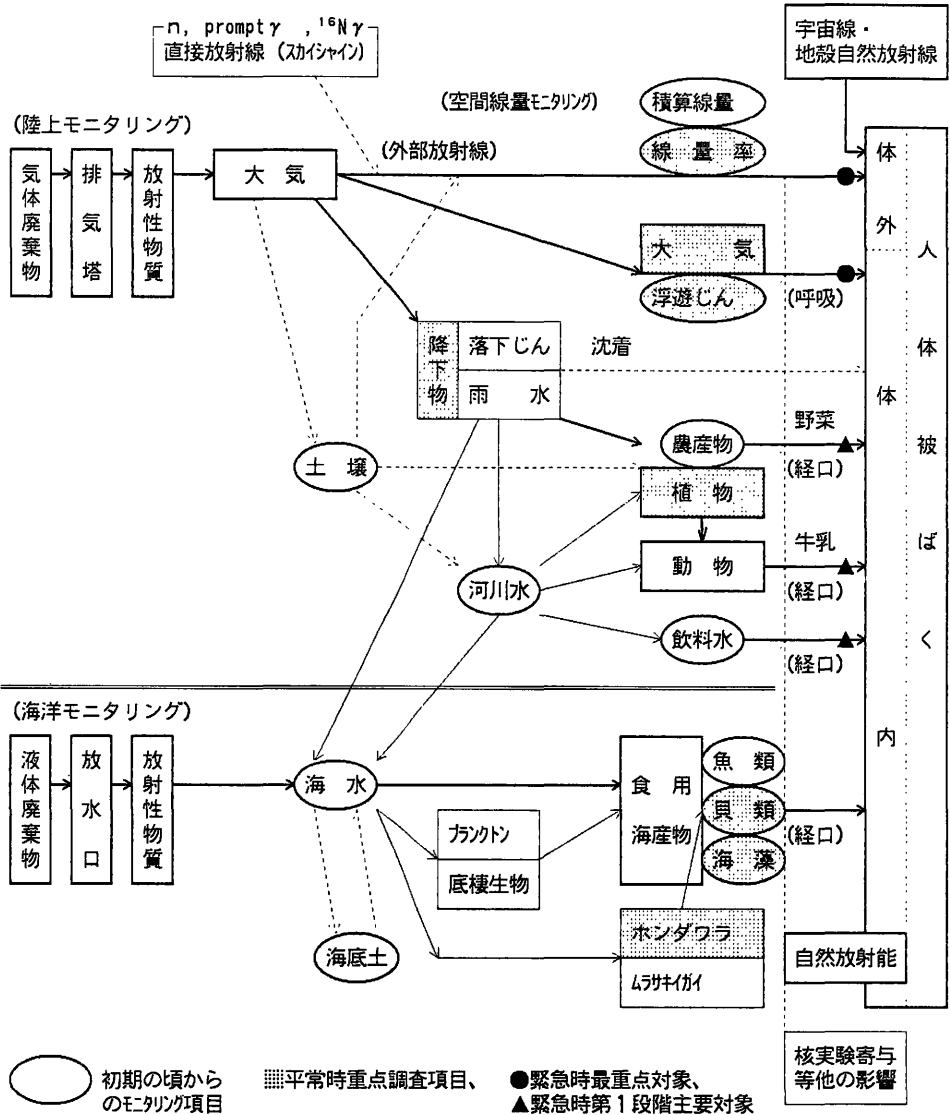 n, promptγ , ¹⁶Nγ
直接放射線 (スカイシャイン)
宇宙線・
地殻自然放射線
(空間線量モニタリング)
積算線量
線量率
(陸上モニタリング)
(外部放射線)
気体廃棄物
排気塔
放射性物質
大気
大気
浮遊じん
(呼吸)
降下物
落下じん
雨水
沈着
土壌
農産物
野菜
(経口)
植物
動物
牛乳
(経口)
河川水
飲料水
(経口)
体外
体内
人体被ばく
(海洋モニタリング)
液体廃棄物
放水口
放射性物質
海水
食用
海産物
魚類
貝類
海藻
(経口)
プランクトン
底棲生物
海底土
ホンダワラ
ムラサキイガイ
自然放射能
核実験寄与
等他の影響
初期の頃から
のモニタリング項目
平常時重点調査項目、
●緊急時最重点対象、
▲緊急時第1段階主要対象